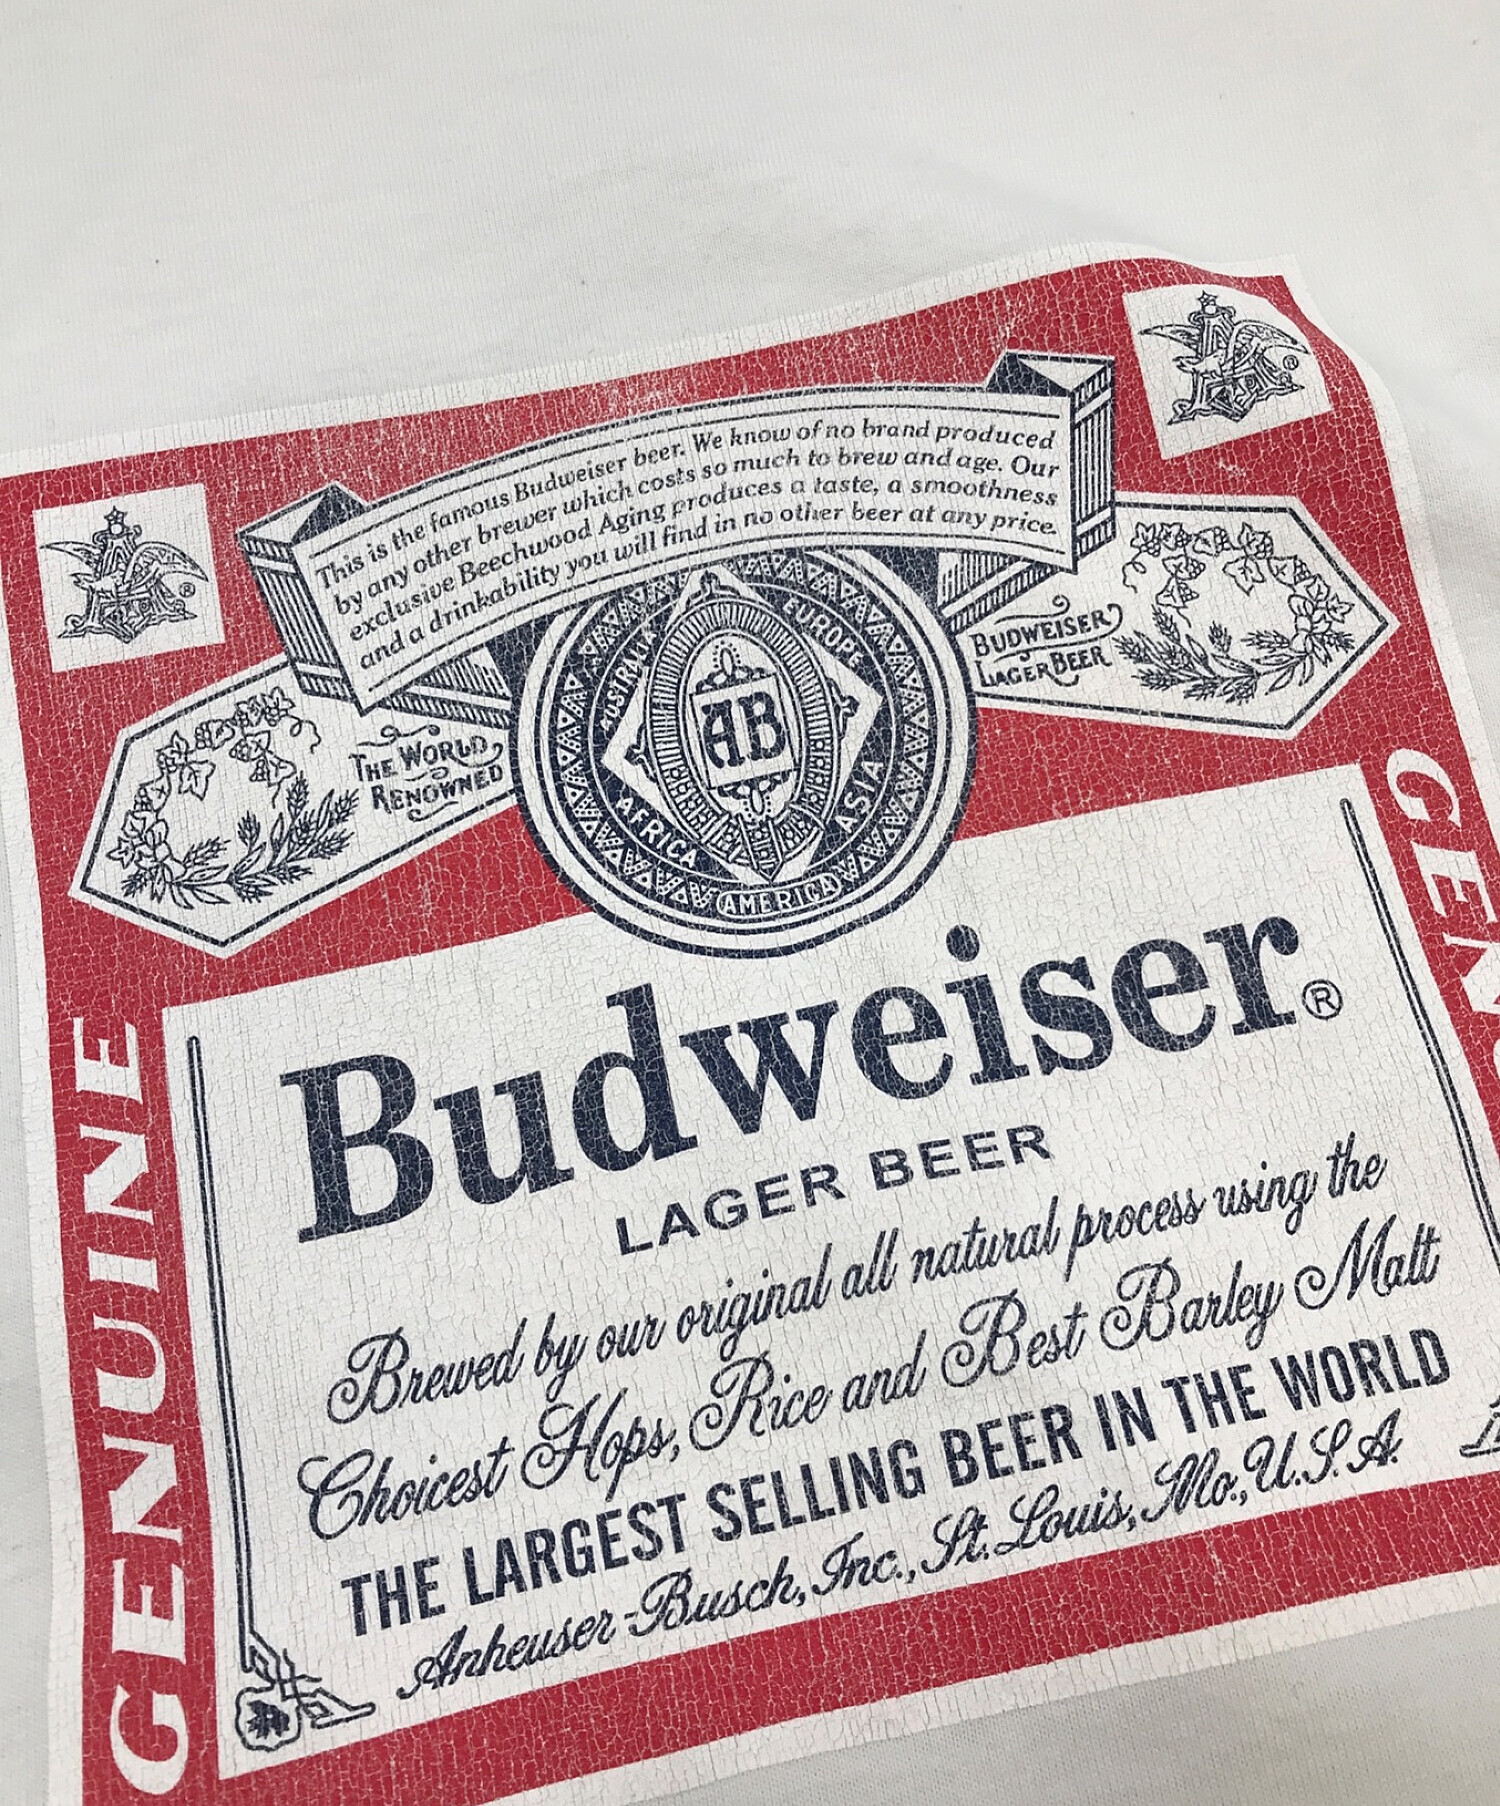 This is the famous Budweiser beer. We know of no brand produced
by any other brewer which costs so much to brew and age. Our
exclusive Beechwood Aging produces a taste, a smoothness
and a drinkability you will find in no other beer at any price.
THE WORLD
RENOWNED
BUDWEISER
LAGER BEER
AUSTRALIA
EUROPE
AFRICA
ASIA
AMERICA
AB
Budweiser®
LAGER BEER
Brewed by our original all natural process using the
Choicest Hops, Rice and Best Barley Malt
THE LARGEST SELLING BEER IN THE WORLD
Anheuser-Busch, Inc., St. Louis, Mo., U.S.A.
GENUINE
GEN